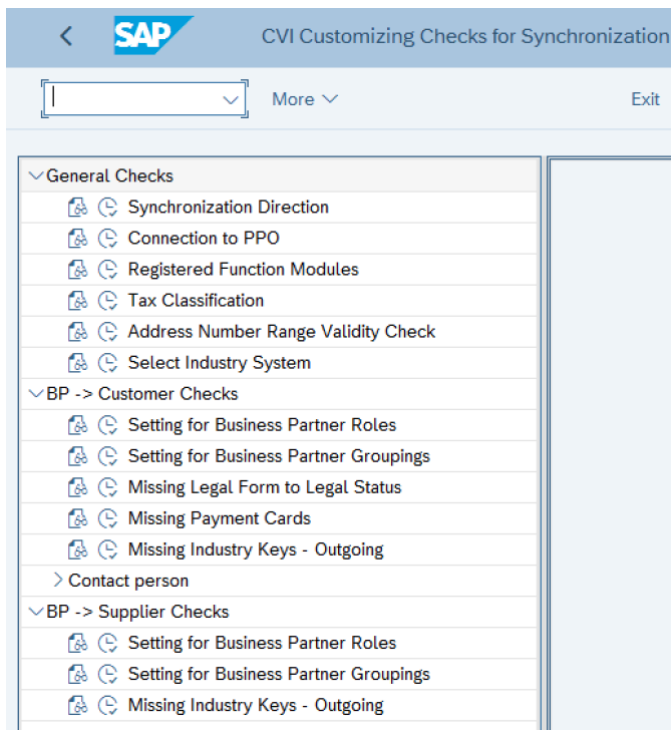 SAP CVI Customizing Checks for Synchronization
More Exit
General Checks
Synchronization Direction
Connection to PPO
Registered Function Modules
Tax Classification
Address Number Range Validity Check
Select Industry System
BP -> Customer Checks
Setting for Business Partner Roles
Setting for Business Partner Groupings
Missing Legal Form to Legal Status
Missing Payment Cards
Missing Industry Keys - Outgoing
Contact person
BP -> Supplier Checks
Setting for Business Partner Roles
Setting for Business Partner Groupings
Missing Industry Keys - Outgoing